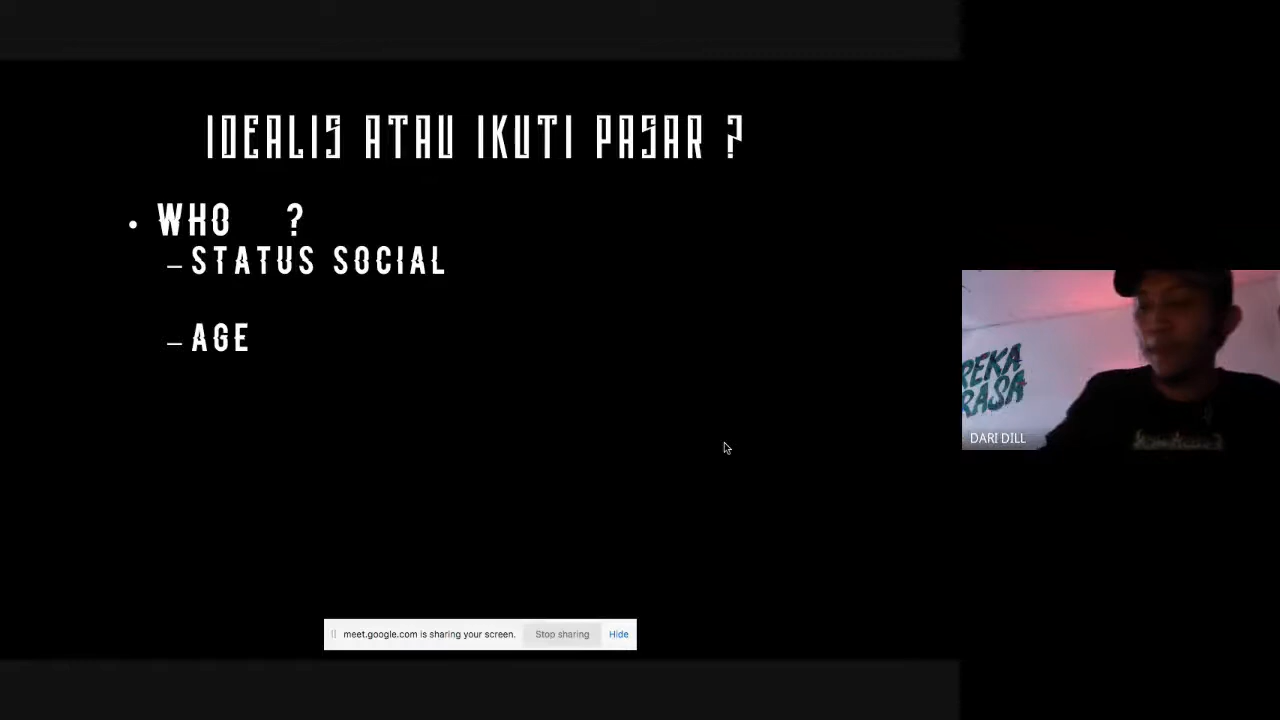 IDEALIS ATAU IKUTI PASAR ?
• WHO ?
– STATUS SOCIAL
– AGE
REKA
RASA
DARI DILL
meet.google.com is sharing your screen. Stop sharing Hide